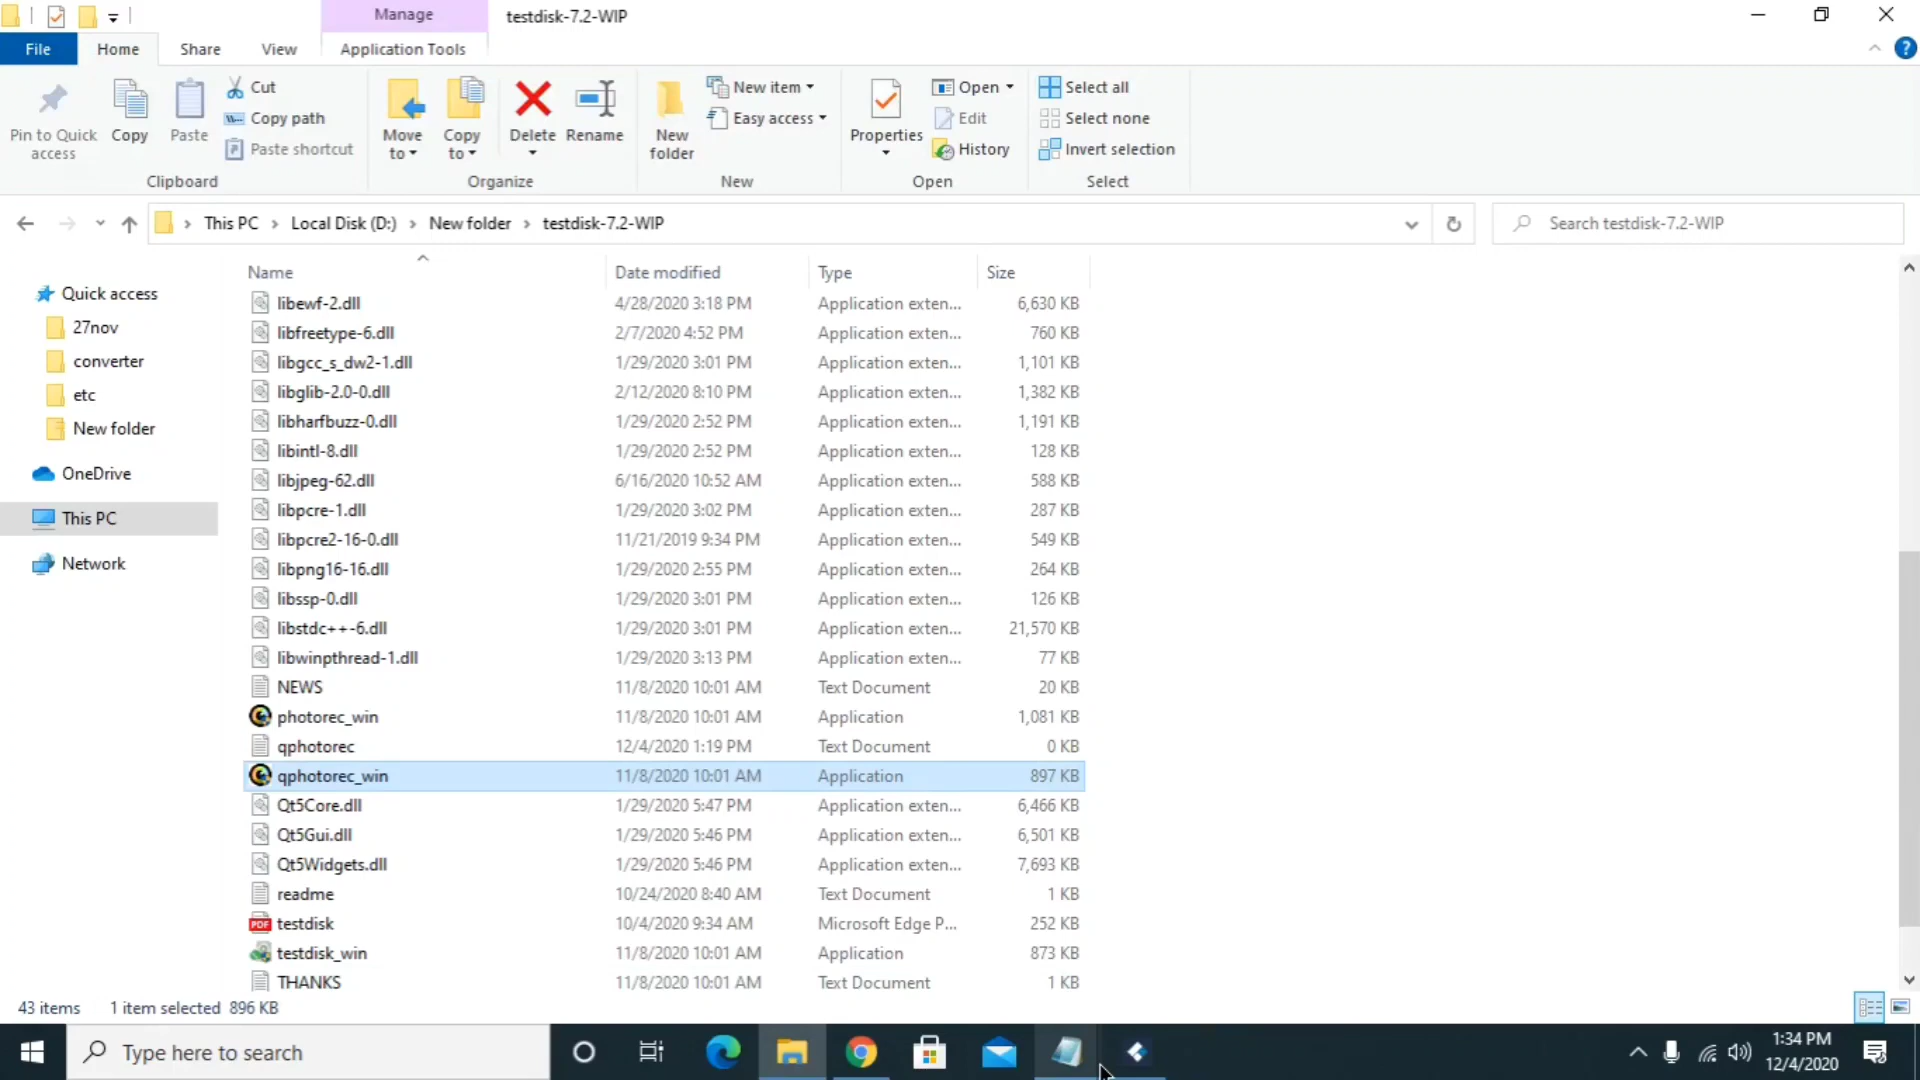 Manage
testdisk-7.2-WIP
File
Home
Share
View
Application Tools
Pin to Quick access
Copy
Paste
Cut
Copy path
Paste shortcut
Clipboard
Move to
Copy to
Delete
Rename
Organize
New folder
New item
Easy access
New
Properties
Open
Edit
History
Open
Select all
Select none
Invert selection
Select
This PC > Local Disk (D:) > New folder > testdisk-7.2-WIP
Search testdisk-7.2-WIP
Quick access
27nov
converter
etc
New folder
OneDrive
This PC
Network
Name Date modified Type Size
libewf-2.dll 4/28/2020 3:18 PM Application exten... 6,630 KB
libfreetype-6.dll 2/7/2020 4:52 PM Application exten... 760 KB
libgcc_s_dw2-1.dll 1/29/2020 3:01 PM Application exten... 1,101 KB
libglib-2.0-0.dll 2/12/2020 8:10 PM Application exten... 1,382 KB
libharfbuzz-0.dll 1/29/2020 2:52 PM Application exten... 1,191 KB
libintl-8.dll 1/29/2020 2:52 PM Application exten... 128 KB
libjpeg-62.dll 6/16/2020 10:52 AM Application exten... 588 KB
libpcre-1.dll 1/29/2020 3:02 PM Application exten... 287 KB
libpcre2-16-0.dll 11/21/2019 9:34 PM Application exten... 549 KB
libpng16-16.dll 1/29/2020 2:55 PM Application exten... 264 KB
libssp-0.dll 1/29/2020 3:01 PM Application exten... 126 KB
libstdc++-6.dll 1/29/2020 3:01 PM Application exten... 21,570 KB
libwinpthread-1.dll 1/29/2020 3:13 PM Application exten... 77 KB
NEWS 11/8/2020 10:01 AM Text Document 20 KB
photorec_win 11/8/2020 10:01 AM Application 1,081 KB
qphotorec 12/4/2020 1:19 PM Text Document 0 KB
qphotorec_win 11/8/2020 10:01 AM Application 897 KB
Qt5Core.dll 1/29/2020 5:47 PM Application exten... 6,466 KB
Qt5Gui.dll 1/29/2020 5:46 PM Application exten... 6,501 KB
Qt5Widgets.dll 1/29/2020 5:46 PM Application exten... 7,693 KB
readme 10/24/2020 8:40 AM Text Document 1 KB
PDF testdisk 10/4/2020 9:34 AM Microsoft Edge P... 252 KB
testdisk_win 11/8/2020 10:01 AM Application 873 KB
THANKS 11/8/2020 10:01 AM Text Document 1 KB
43 items 1 item selected 896 KB
Type here to search
1:34 PM
12/4/2020